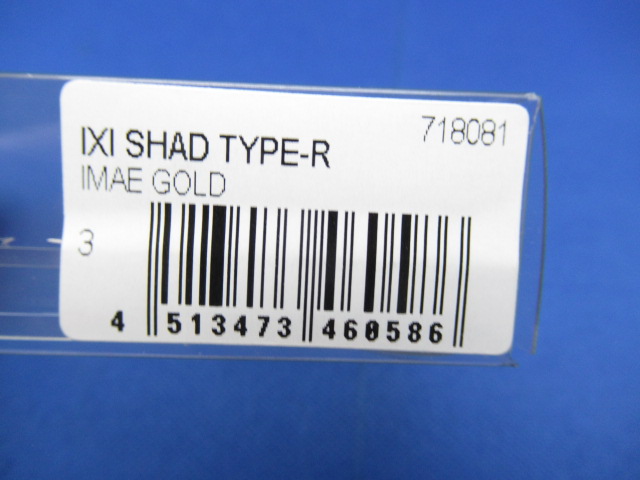 718081
IXI SHAD TYPE-R
IMAE GOLD
3
4 513473 460586